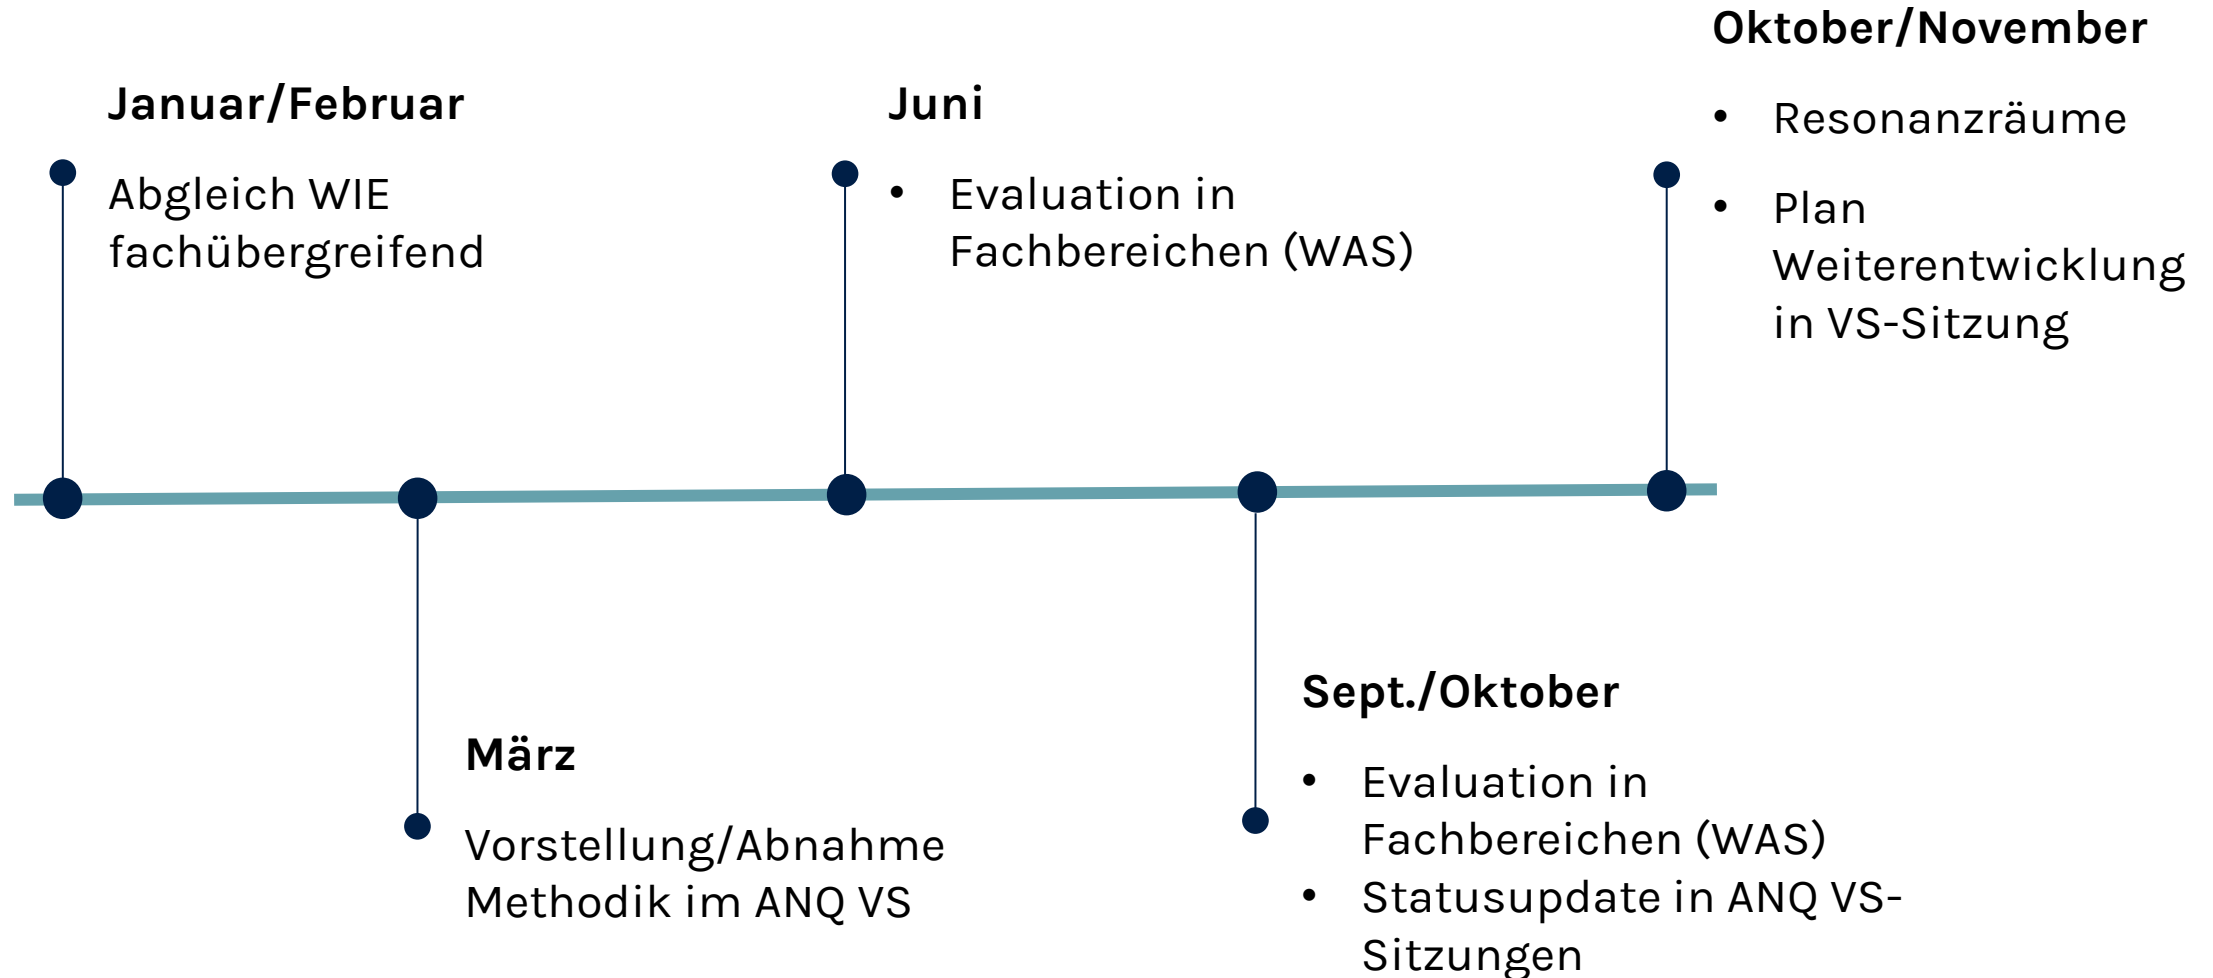 Januar/Februar
Abgleich WIE
fachübergreifend
März
Vorstellung/Abnahme
Methodik im ANQ VS
Juni
• Evaluation in
Fachbereichen (WAS)
Sept./Oktober
• Evaluation in
Fachbereichen (WAS)
• Statusupdate in ANQ VS-
Sitzungen
Oktober/November
• Resonanzräume
• Plan
Weiterentwicklung
in VS-Sitzung